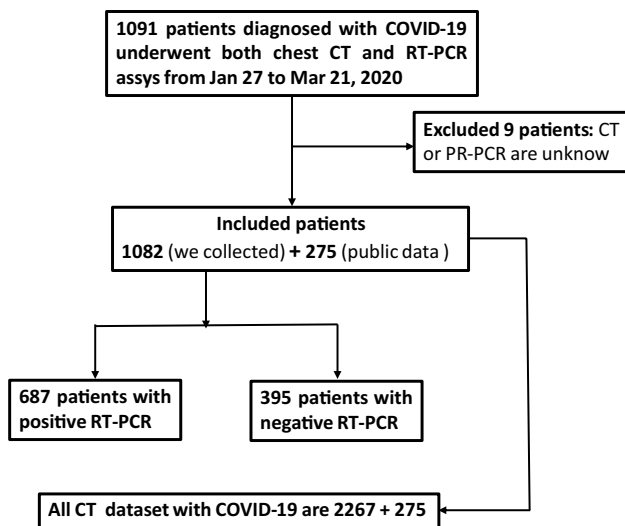 1091 patients diagnosed with COVID-19
underwent both chest CT and RT-PCR
assys from Jan 27 to Mar 21, 2020
Excluded 9 patients: CT
or PR-PCR are unknow
Included patients
1082 (we collected) + 275 (public data )
687 patients with
positive RT-PCR
395 patients with
negative RT-PCR
All CT dataset with COVID-19 are 2267 + 275